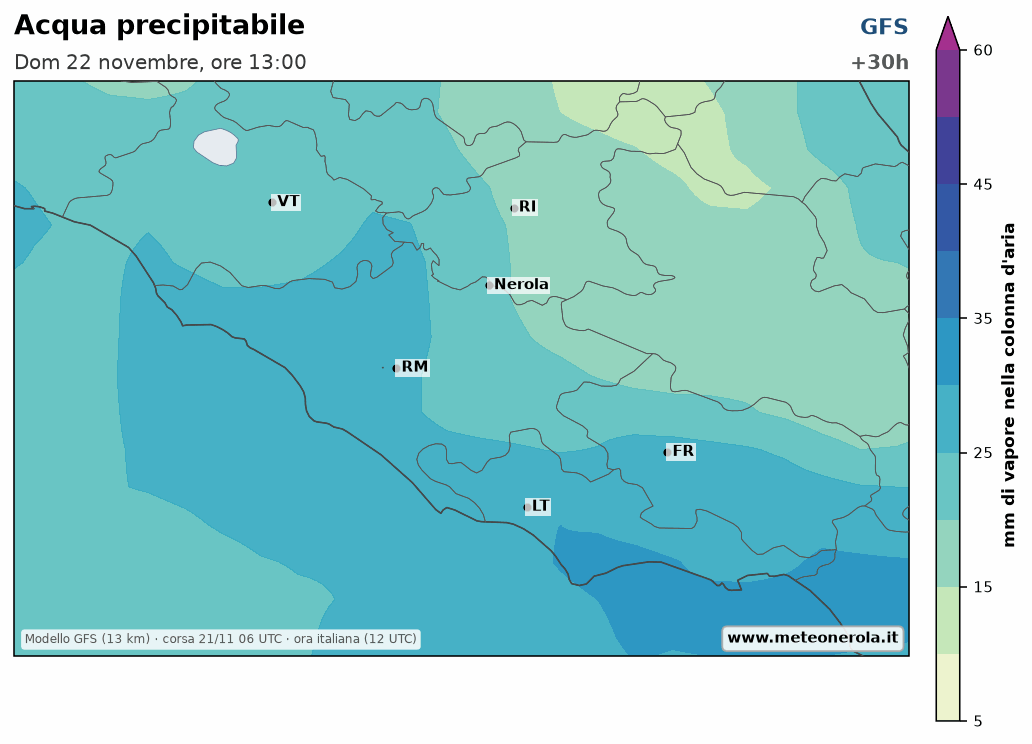 Acqua precipitabile
GFS
Dom 22 novembre, ore 13:00
+30h
VT
RI
Nerola
RM
FR
LT
Modello GFS (13 km) · corsa 21/11 06 UTC · ora italiana (12 UTC)
www.meteonerola.it
60
45
35
25
15
5
mm di vapore nella colonna d'aria